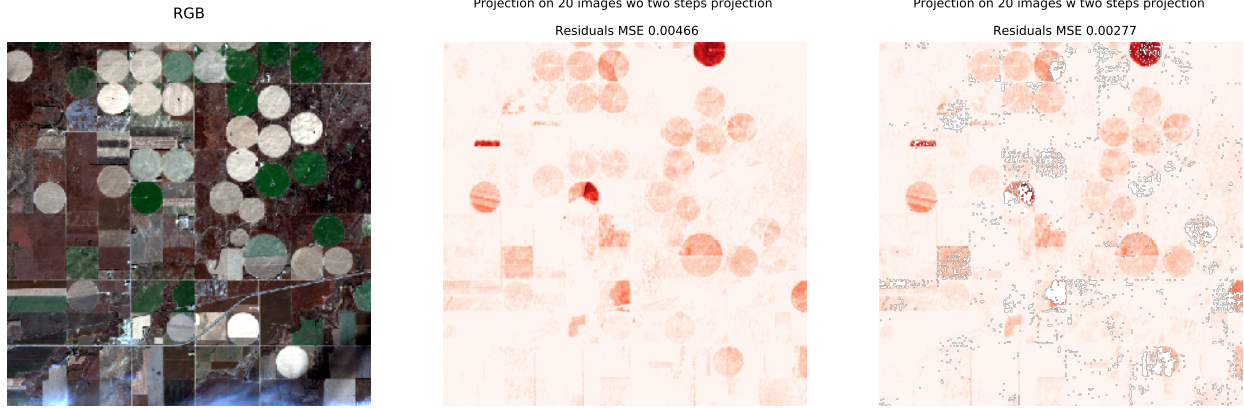 RGB
Projection on 20 images wo two steps projection
Residuals MSE 0.00466
Projection on 20 images w two steps projection
Residuals MSE 0.00277